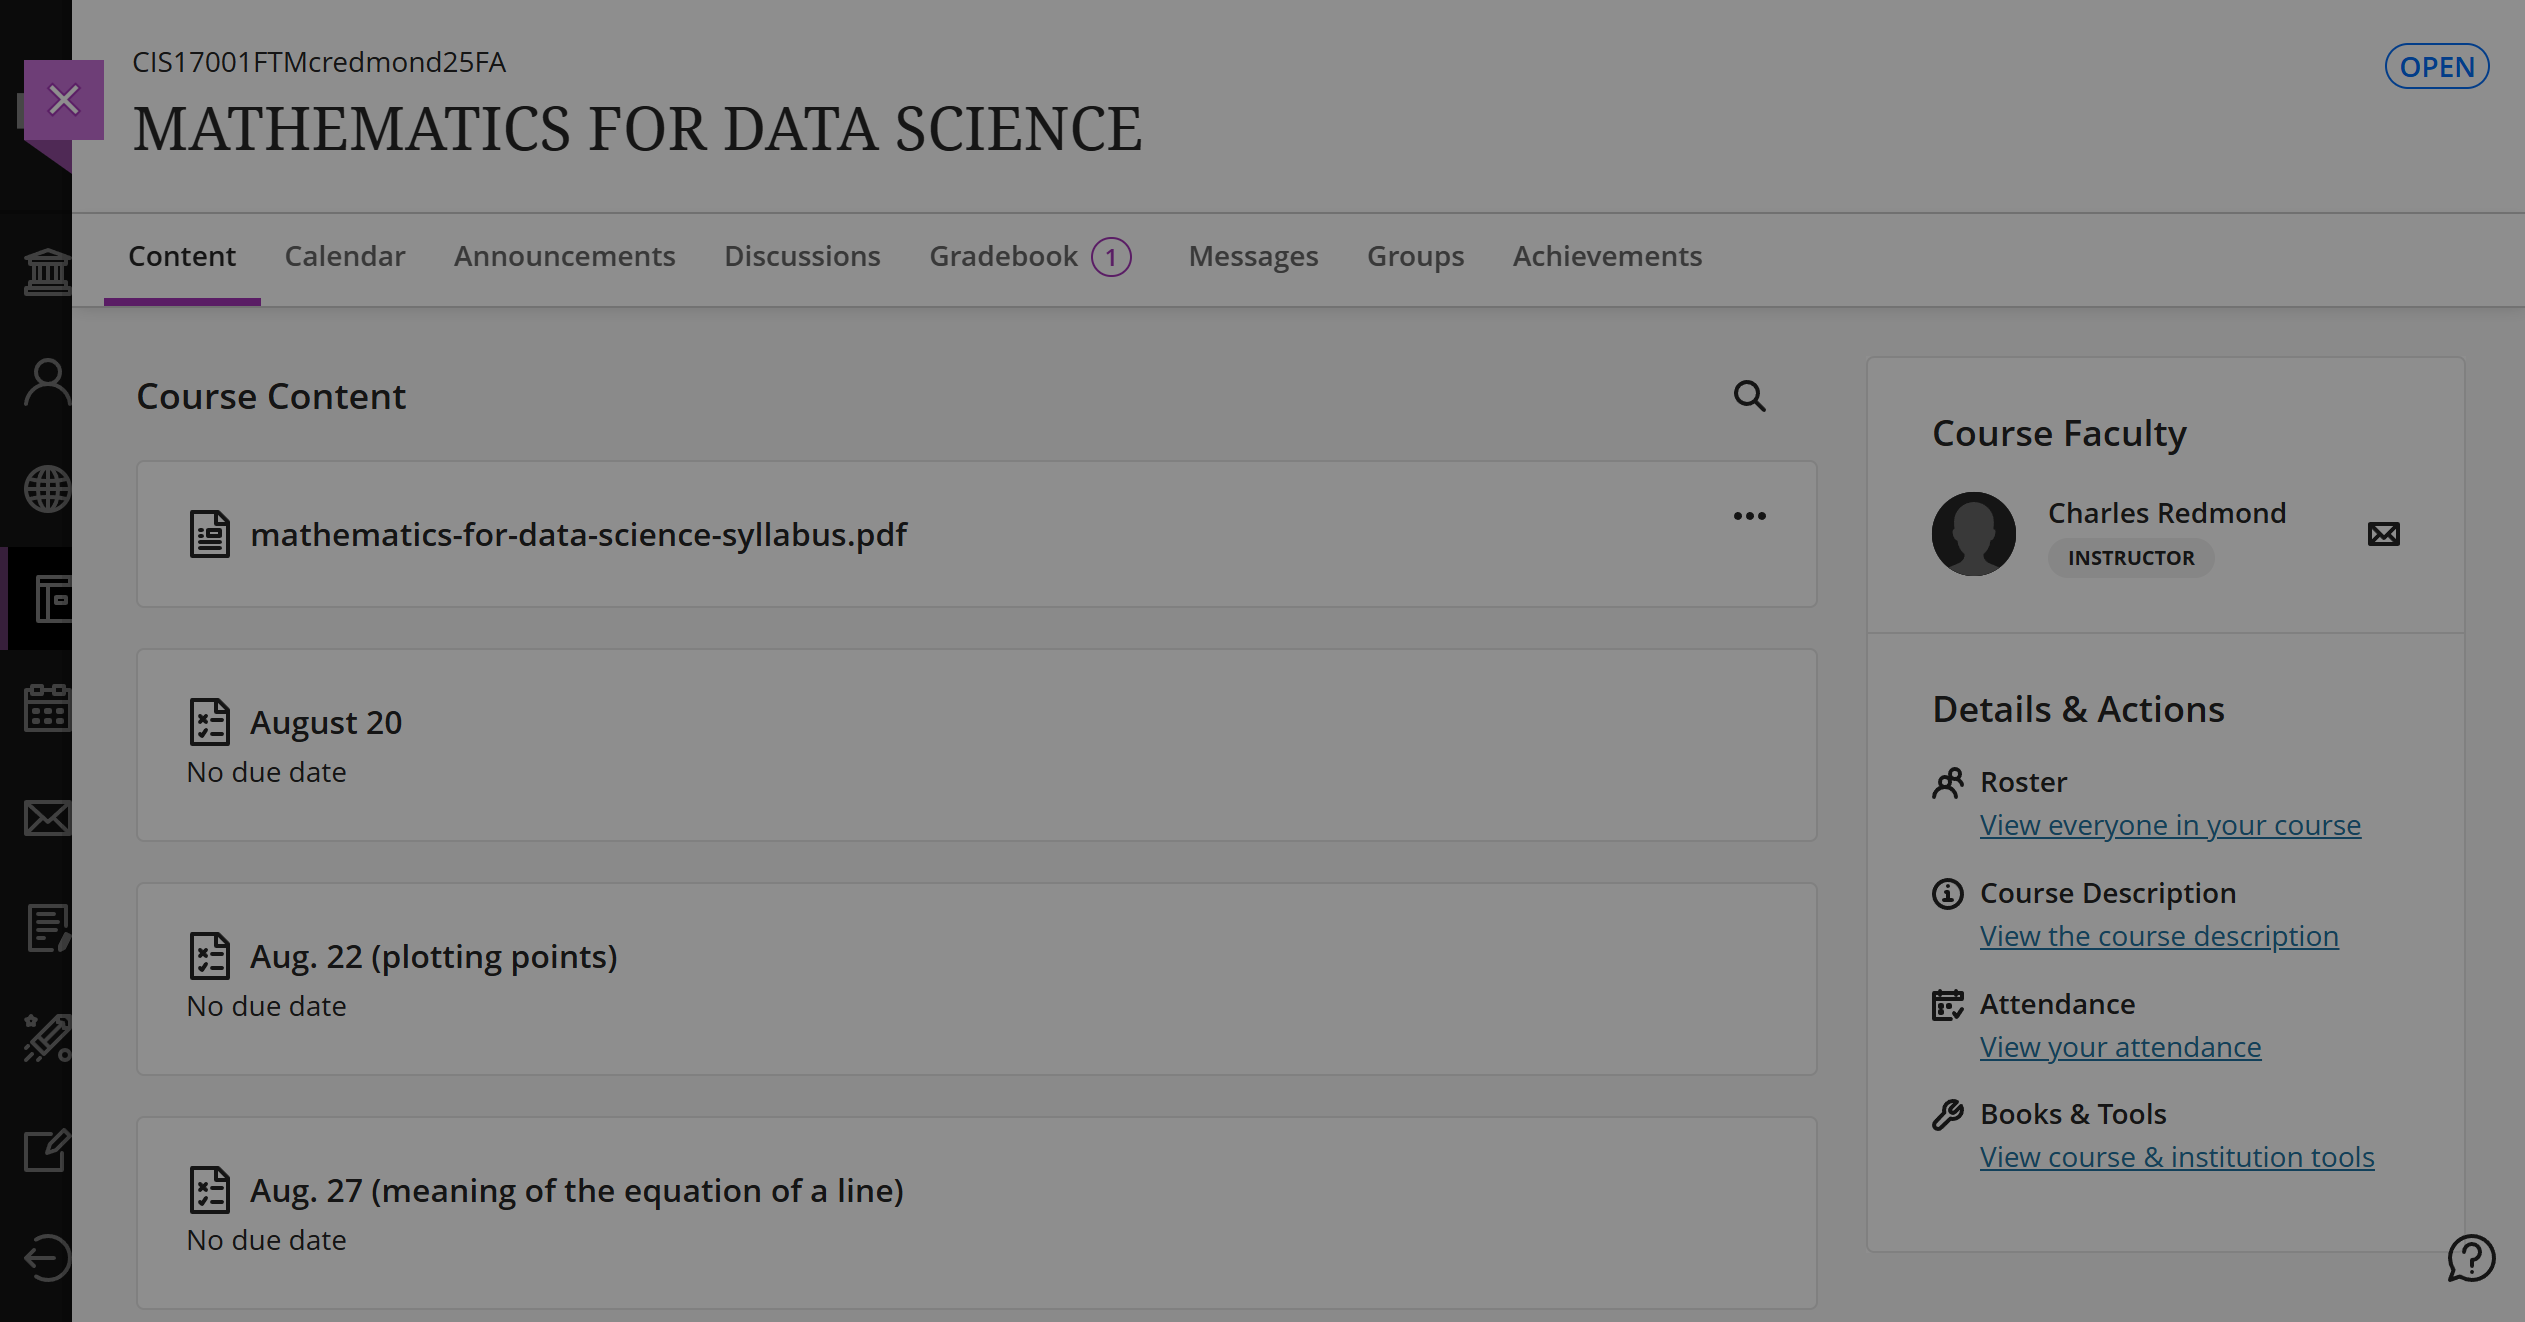 CIS17001FTMcredmond25FA
OPEN
MATHEMATICS FOR DATA SCIENCE
Content
Calendar
Announcements
Discussions
Gradebook 1
Messages
Groups
Achievements
Course Content
mathematics-for-data-science-syllabus.pdf
August 20
No due date
Aug. 22 (plotting points)
No due date
Aug. 27 (meaning of the equation of a line)
No due date
Course Faculty
Charles Redmond
INSTRUCTOR
Details & Actions
Roster
View everyone in your course
Course Description
View the course description
Attendance
View your attendance
Books & Tools
View course & institution tools